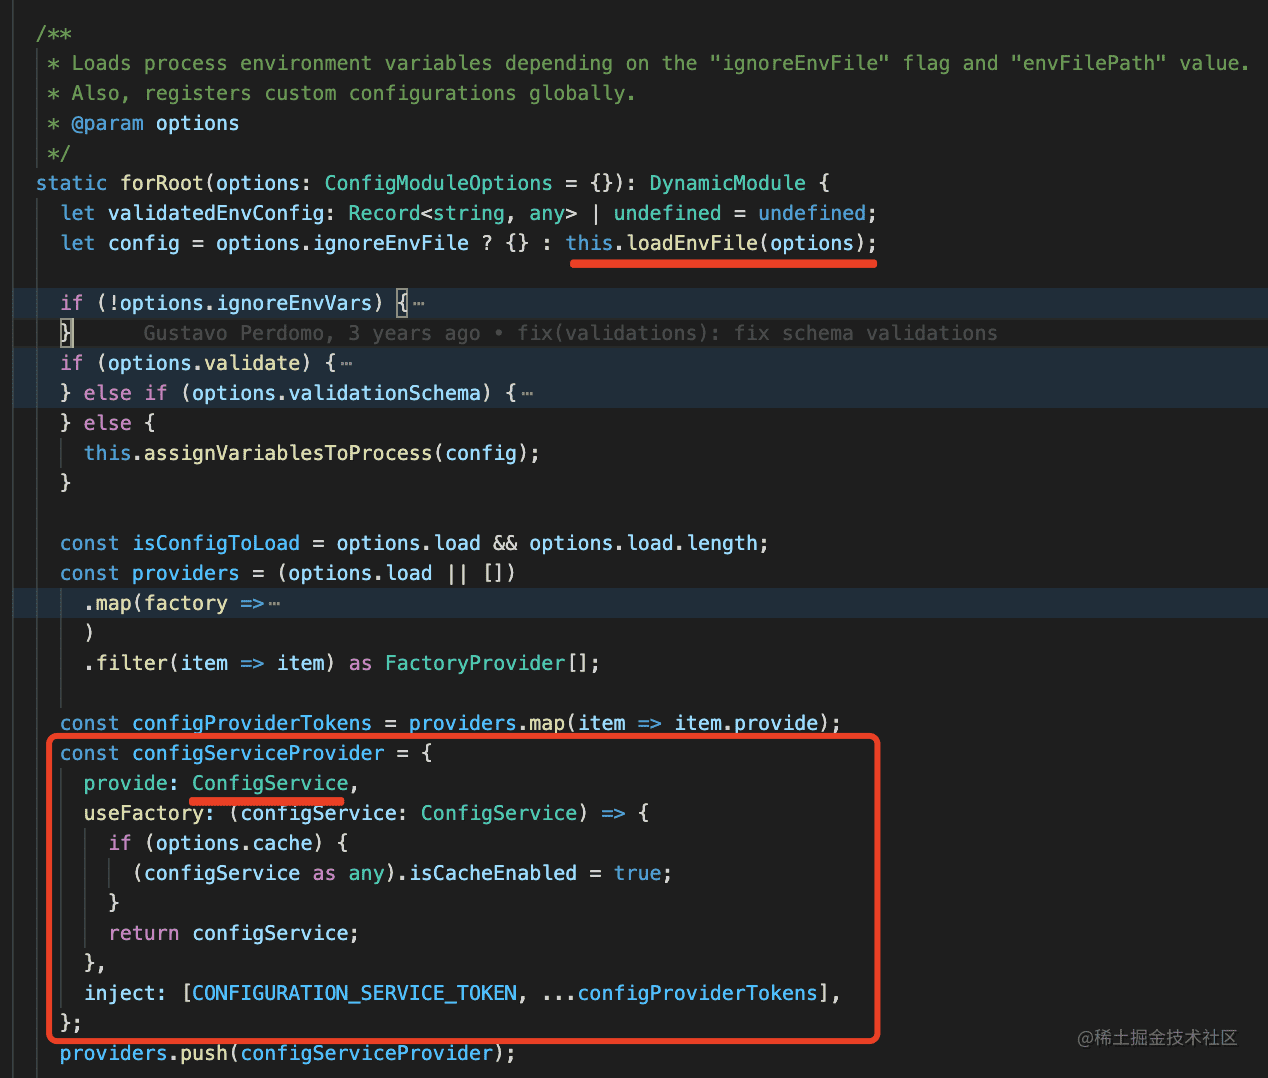 /**
 * Loads process environment variables depending on the "ignoreEnvFile" flag and "envFilePath" value.
 * Also, registers custom configurations globally.
 * @param options
 */
static forRoot(options: ConfigModuleOptions = {}): DynamicModule {
  let validatedEnvConfig: Record<string, any> | undefined = undefined;
  let config = options.ignoreEnvFile ? {} : this.loadEnvFile(options);
  if (!options.ignoreEnvVars) {⋯
  }      Gustavo Perdomo, 3 years ago • fix(validations): fix schema validations
  if (options.validate) {⋯
  } else if (options.validationSchema) {⋯
  } else {
    this.assignVariablesToProcess(config);
  }
  const isConfigToLoad = options.load && options.load.length;
  const providers = (options.load || [])
    .map(factory =>⋯
    )
    .filter(item => item) as FactoryProvider[];
  const configProviderTokens = providers.map(item => item.provide);
  const configServiceProvider = {
    provide: ConfigService,
    useFactory: (configService: ConfigService) => {
      if (options.cache) {
        (configService as any).isCacheEnabled = true;
      }
      return configService;
    },
    inject: [CONFIGURATION_SERVICE_TOKEN, ...configProviderTokens],
  };
  providers.push(configServiceProvider);
@稀土掘金技术社区